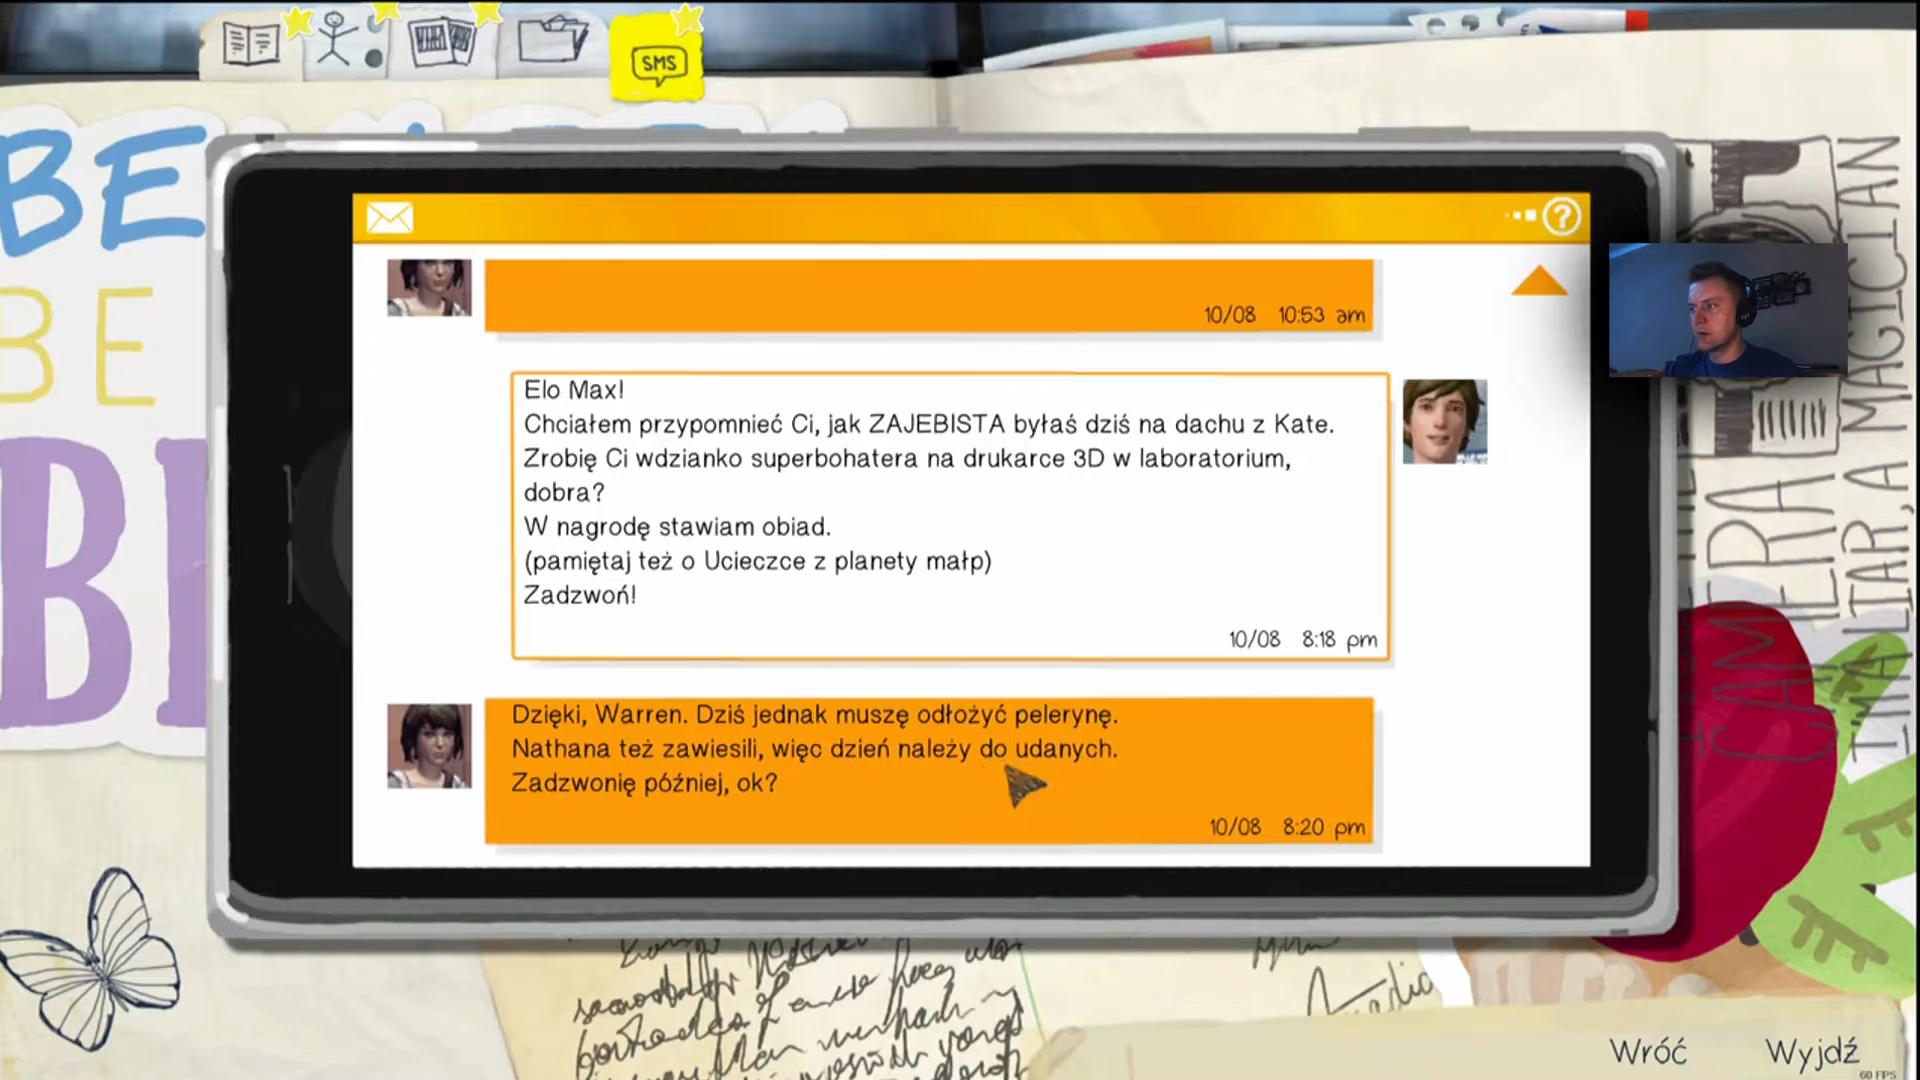 SMS
BE
BE
10/08 10:53 am
Elo Max!
Chciałem przypomnieć Ci, jak ZAJEBISTA byłaś dziś na dachu z Kate.
Zrobię Ci wdzianko superbohatera na drukarce 3D w laboratorium,
dobra?
W nagrodę stawiam obiad.
(pamiętaj też o Ucieczce z planety małp)
Zadzwoń!
10/08 8:18 pm
Dzięki, Warren. Dziś jednak muszę odłożyć pelerynę.
Nathana też zawiesili, więc dzień należy do udanych.
Zadzwonię później, ok?
10/08 8:20 pm
CAMERA
A MAGICIAN
Wróć Wyjdź
60 FPS